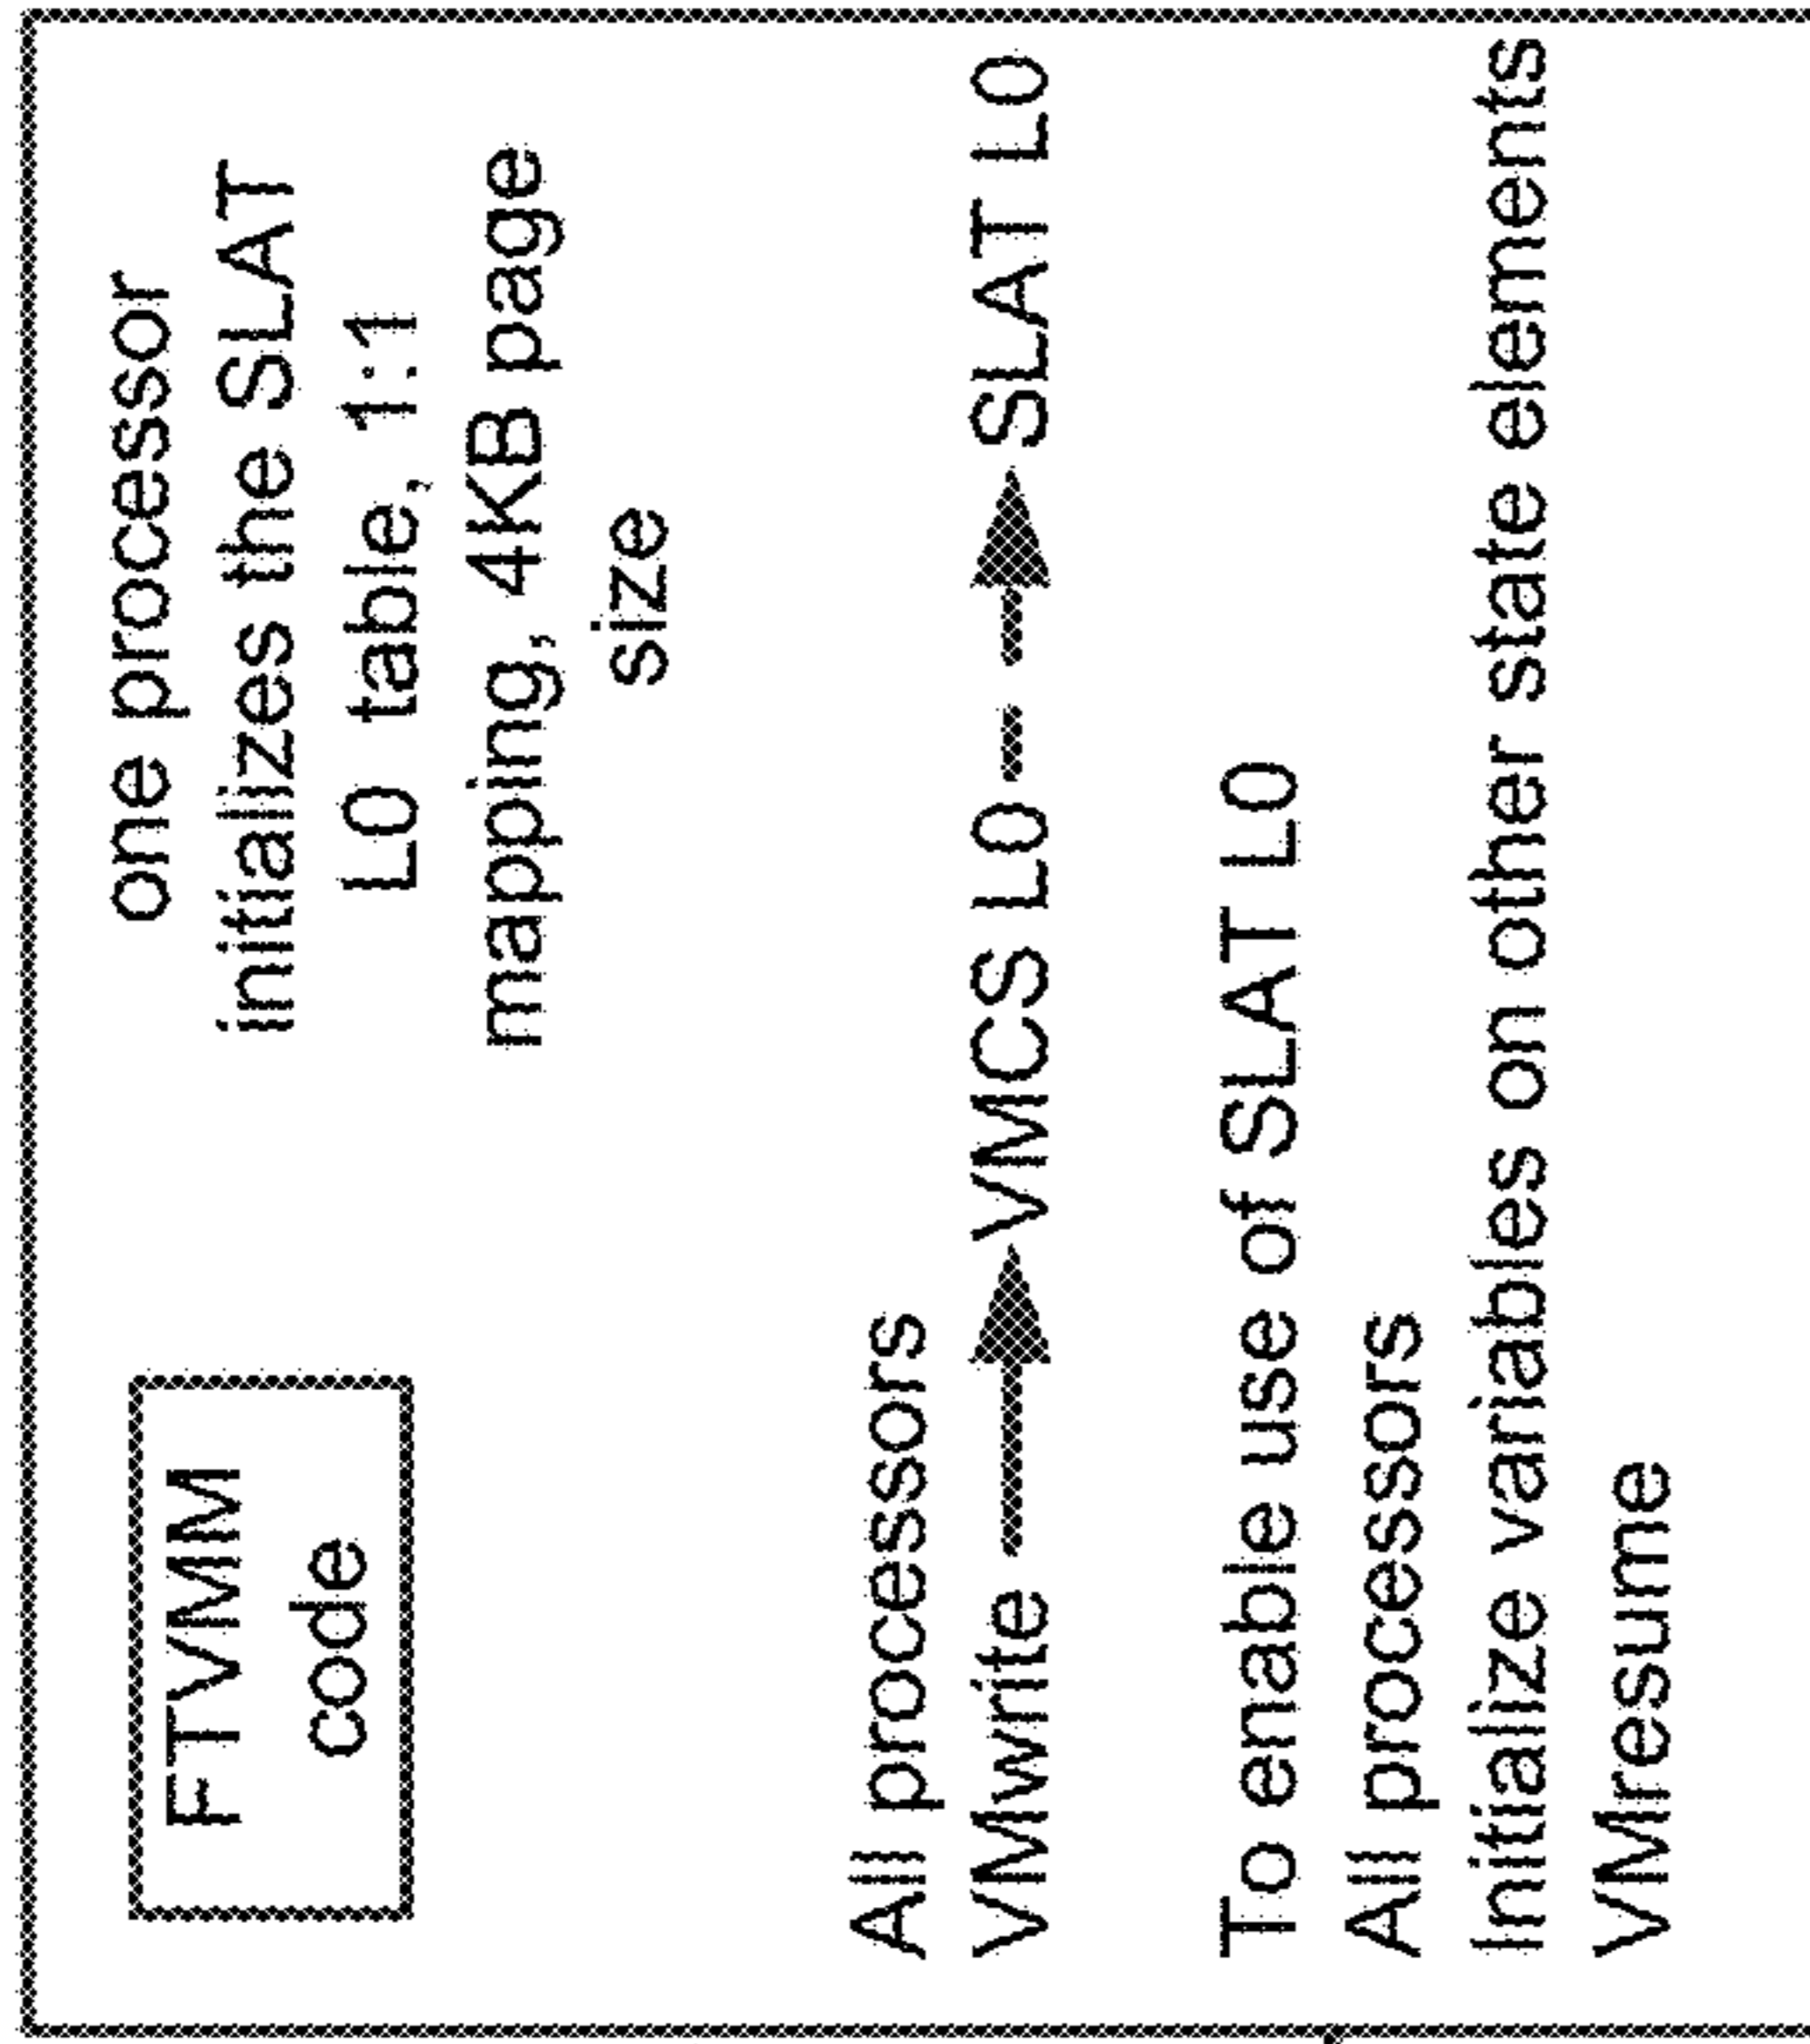 FTVMM
code
one processor
initializes the SLAT
L0 table, 1:1
mapping, 4KB page
size
All processors
VMwrite VMCS L0 SLAT L0
To enable use of SLAT L0
All processors
Initialize variables on other state elements
VMresume